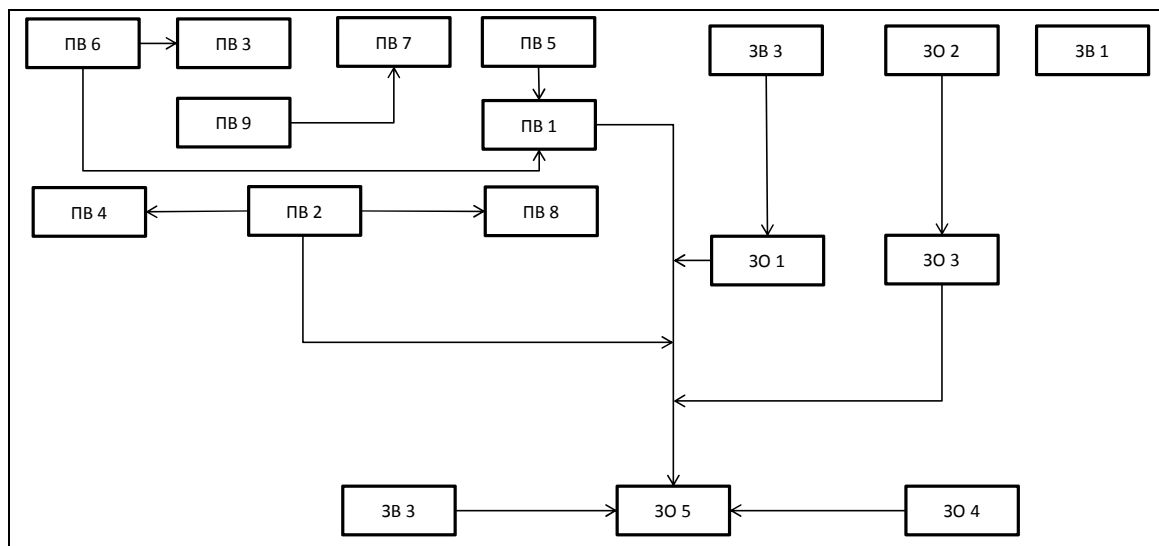 ПВ 6
ПВ 3
ПВ 7
ПВ 5
ЗВ 3
ЗО 2
ЗВ 1
ПВ 9
ПВ 1
ПВ 4
ПВ 2
ПВ 8
ЗО 1
ЗО 3
ЗВ 3
ЗО 5
ЗО 4